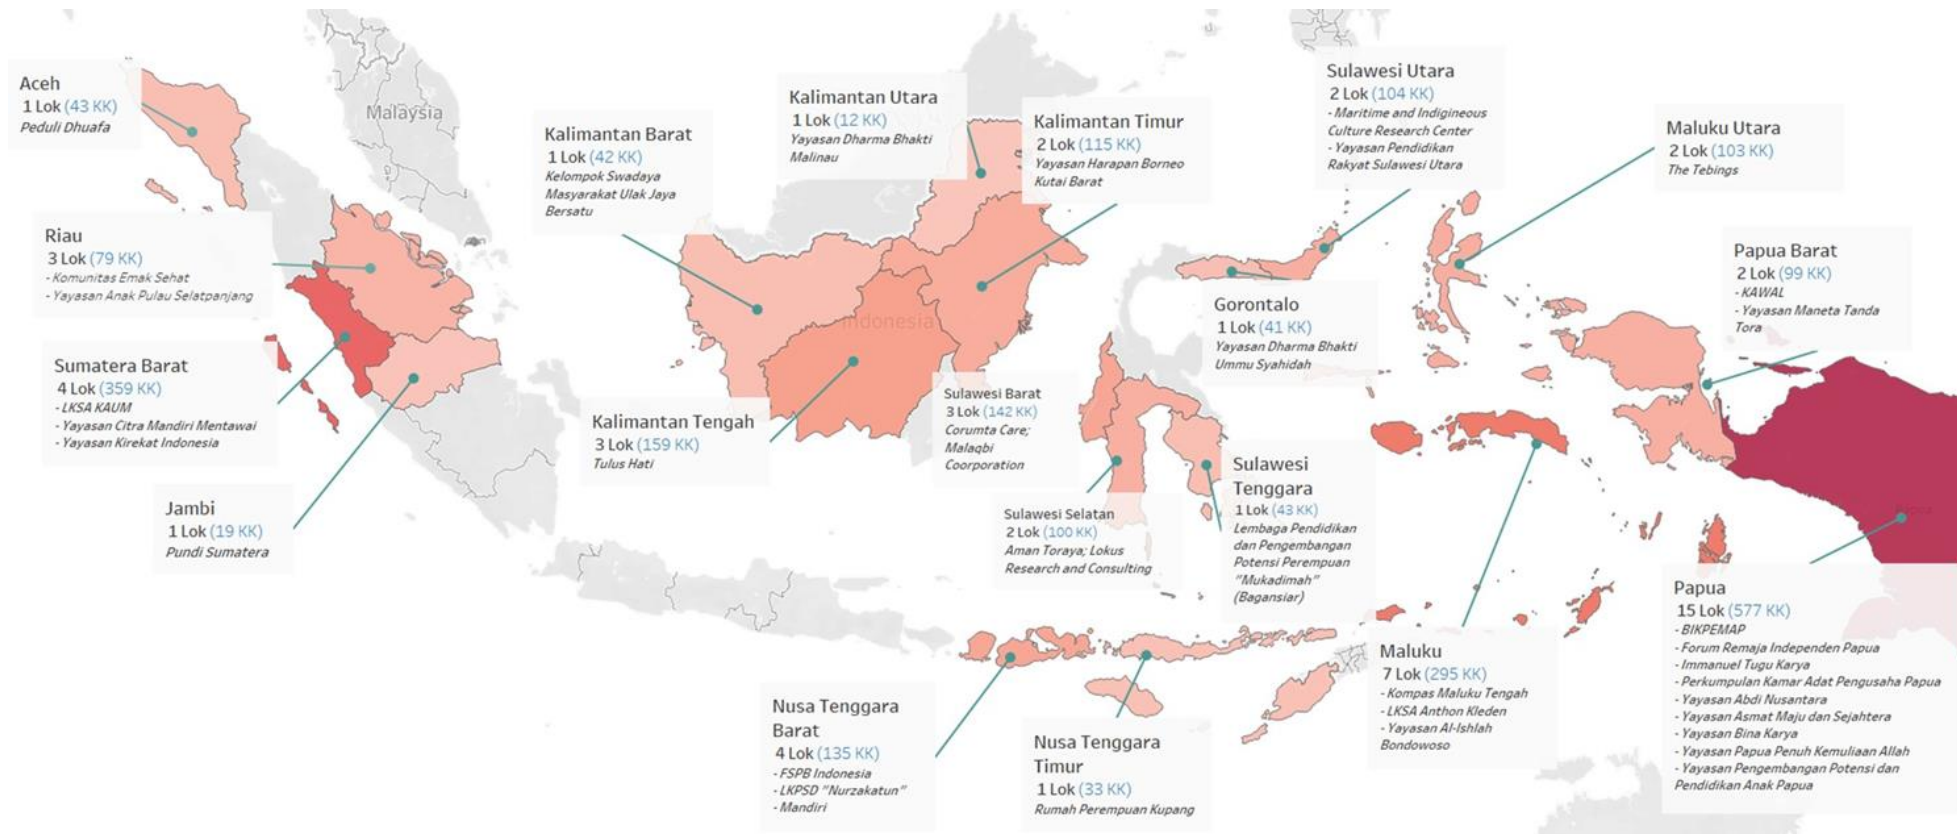 Aceh
1 Lok (43 KK)
Peduli Dhuafa
Malaysia
Riau
3 Lok (79 KK)
- Komunitas Emak Sehat
- Yayasan Anak Pulau Selatpanjang
Sumatera Barat
4 Lok (359 KK)
- LKSA KAUM
- Yayasan Citra Mandiri Mentawai
- Yayasan Kirekat Indonesia
Jambi
1 Lok (19 KK)
Pundi Sumatera
Kalimantan Barat
1 Lok (42 KK)
Kelompok Swadaya
Masyarakat Ulak Jaya
Bersatu
Kalimantan Utara
1 Lok (12 KK)
Yayasan Dharma Bhakti
Malinau
Kalimantan Timur
2 Lok (115 KK)
Yayasan Harapan Borneo
Kutai Barat
Indonesia
Kalimantan Tengah
3 Lok (159 KK)
Tulus Hati
Sulawesi Utara
2 Lok (104 KK)
- Maritime and Indigineous
Culture Research Center
- Yayasan Pendidikan
Rakyat Sulawesi Utara
Maluku Utara
2 Lok (103 KK)
The Tebings
Papua Barat
2 Lok (99 KK)
- KAWAL
- Yayasan Maneta Tanda
Tora
Gorontalo
1 Lok (41 KK)
Yayasan Dharma Bhakti
Ummu Syahidah
Sulawesi Barat
3 Lok (142 KK)
Corumta Care;
Malaqbi
Coorporation
Sulawesi Selatan
2 Lok (100 KK)
Aman Toraya; Lokus
Research and Consulting
Sulawesi
Tenggara
1 Lok (43 KK)
Lembaga Pendidikan
dan Pengembangan
Potensi Perempuan
"Mukadimah"
(Bagansiar)
Nusa Tenggara
Barat
4 Lok (135 KK)
- FSPB Indonesia
- LKPSD "Nurzakatun"
- Mandiri
Nusa Tenggara
Timur
1 Lok (33 KK)
Rumah Perempuan Kupang
Maluku
7 Lok (295 KK)
- Kompas Maluku Tengah
- LKSA Anthon Kleden
- Yayasan Al-Ishlah
Bondowoso
Papua
15 Lok (577 KK)
- BIKPEMAP
- Forum Remaja Independen Papua
- Immanuel Tugu Karya
- Perkumpulan Kamar Adat Pengusaha Papua
- Yayasan Abdi Nusantara
- Yayasan Asmat Maju dan Sejahtera
- Yayasan Bina Karya
- Yayasan Papua Penuh Kemuliaan Allah
- Yayasan Pengembangan Potensi dan
Pendidikan Anak Papua